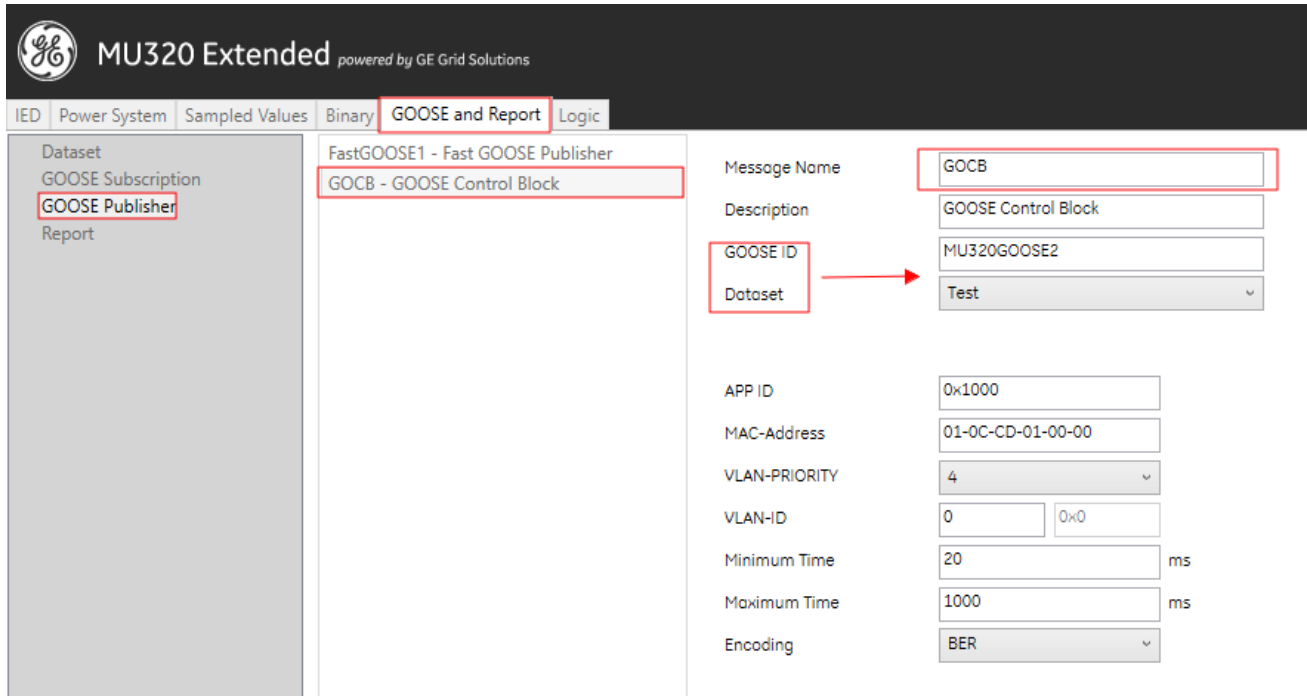 MU320 Extended powered by GE Grid Solutions
IED Power System Sampled Values Binary GOOSE and Report Logic
Dataset
GOOSE Subscription
GOOSE Publisher
Report
FastGOOSE1 - Fast GOOSE Publisher
GOCB - GOOSE Control Block
Message Name GOCB
Description GOOSE Control Block
GOOSE ID MU320GOOSE2
Dataset Test
APP ID 0x1000
MAC-Address 01-0C-CD-01-00-00
VLAN-PRIORITY 4
VLAN-ID 0 0x0
Minimum Time 20 ms
Maximum Time 1000 ms
Encoding BER